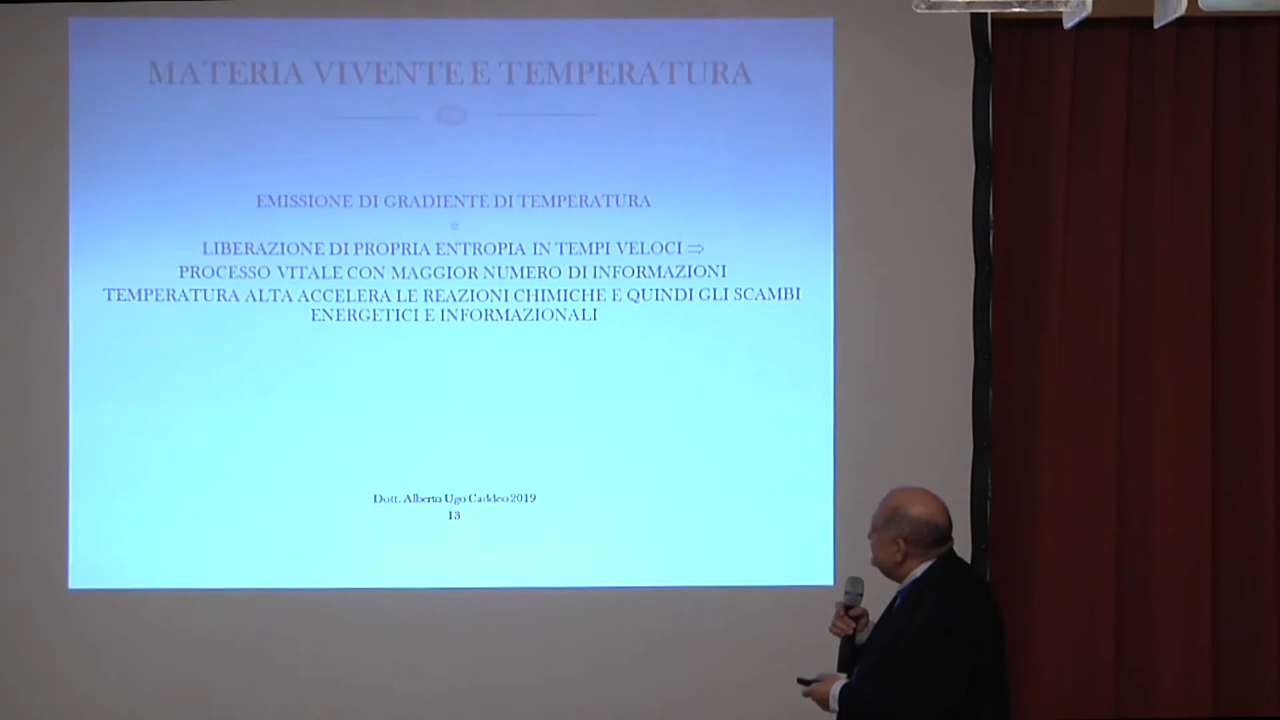 MATERIA VIVENTE E TEMPERATURA
EMISSIONE DI GRADIENTE DI TEMPERATURA
=
LIBERAZIONE DI PROPRIA ENTROPIA IN TEMPI VELOCI ⇒
PROCESSO VITALE CON MAGGIOR NUMERO DI INFORMAZIONI
TEMPERATURA ALTA ACCELERA LE REAZIONI CHIMICHE E QUINDI GLI SCAMBI
ENERGETICI E INFORMAZIONALI
Dott. Alberto Ugo Caddeo 2019
13